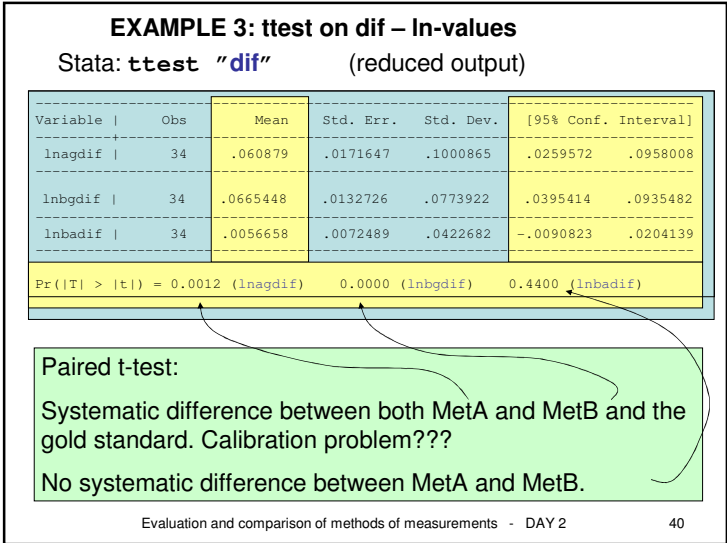 EXAMPLE 3: ttest on dif – ln-values
Stata: ttest "dif" (reduced output)
Variable | Obs Mean Std. Err. Std. Dev. [95% Conf. Interval]
lnagdif | 34 .060879 .0171647 .1000865 .0259572 .0958008
lnbgdif | 34 .0665448 .0132726 .0773922 .0395414 .0935482
lnbadif | 34 .0056658 .0072489 .0422682 -.0090823 .0204139
Pr(|T| > |t|) = 0.0012 (lnagdif) 0.0000 (lnbgdif) 0.4400 (lnbadif)
Paired t-test:
Systematic difference between both MetA and MetB and the
gold standard. Calibration problem???
No systematic difference between MetA and MetB.
Evaluation and comparison of methods of measurements - DAY 2 40